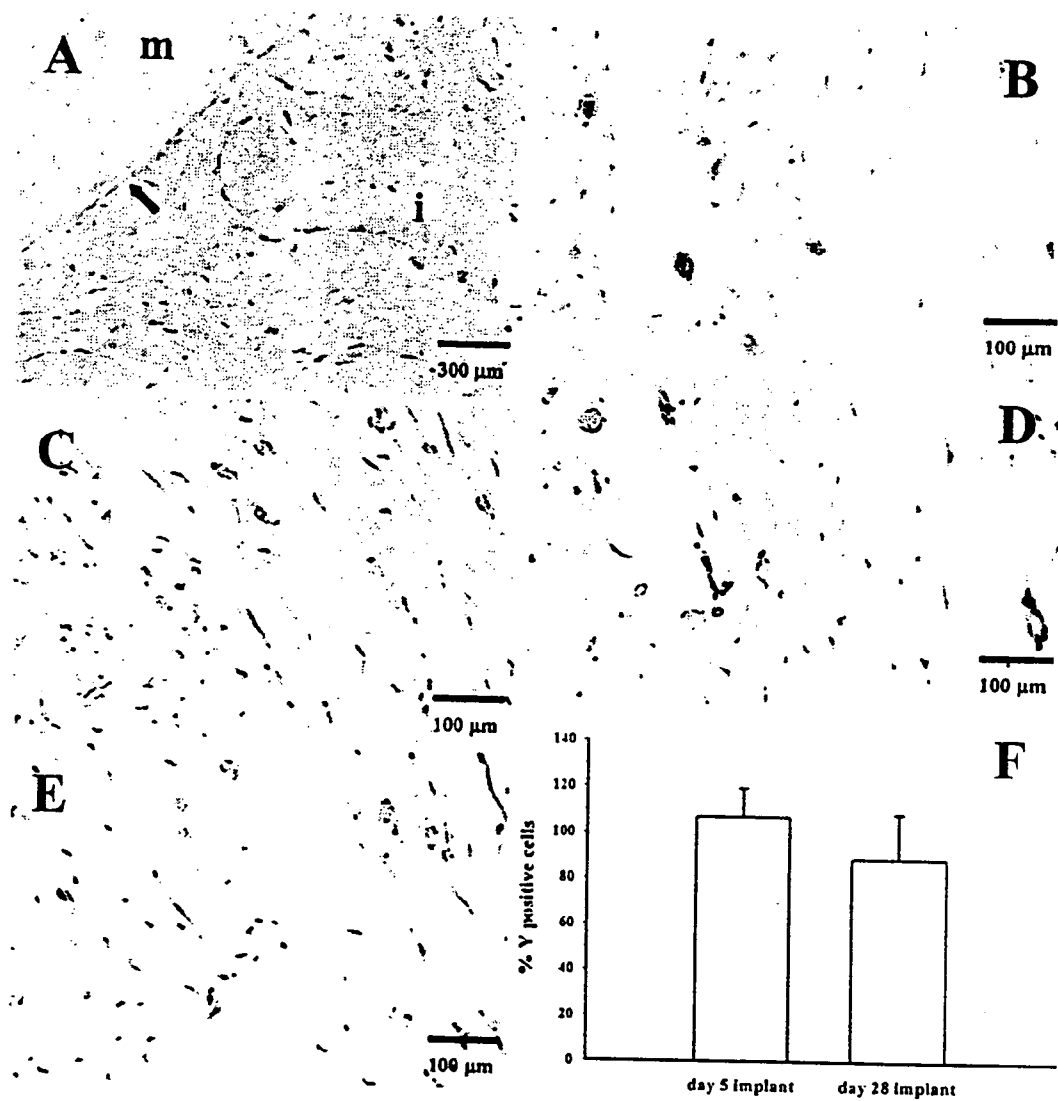 A m
B
i
300 μm
100 μm
C
D
100 μm
100 μm
E
F
140
120
100
80
60
40
20
0
% Y positive cells
day 5 implant day 28 implant
100 μm